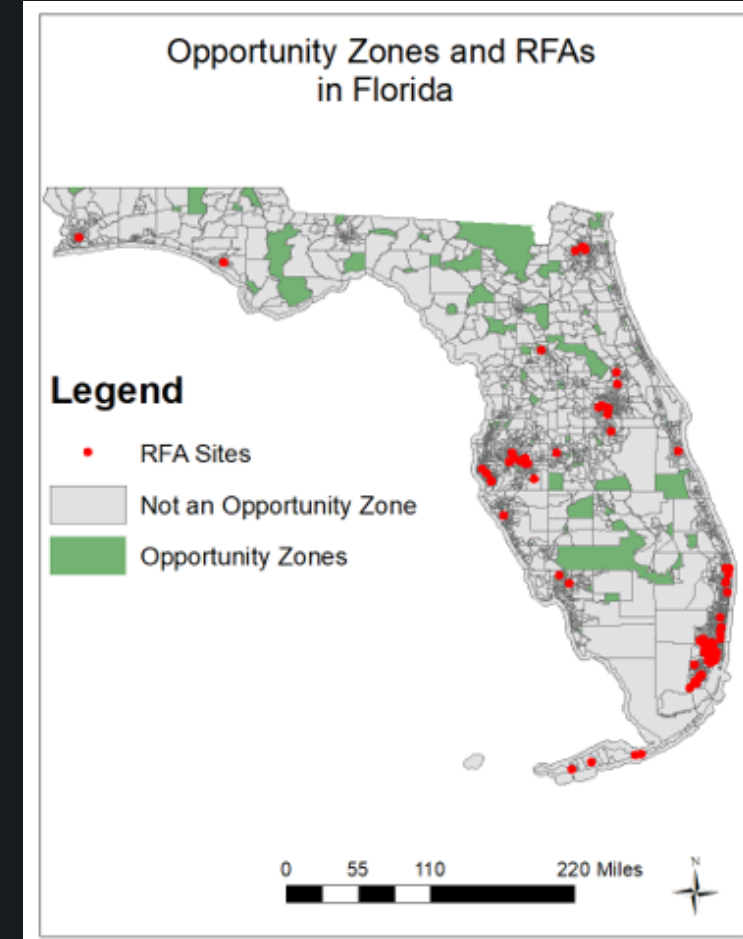 Opportunity Zones and RFAs
in Florida
Legend
RFA Sites
Not an Opportunity Zone
Opportunity Zones
0 55 110 220 Miles
N